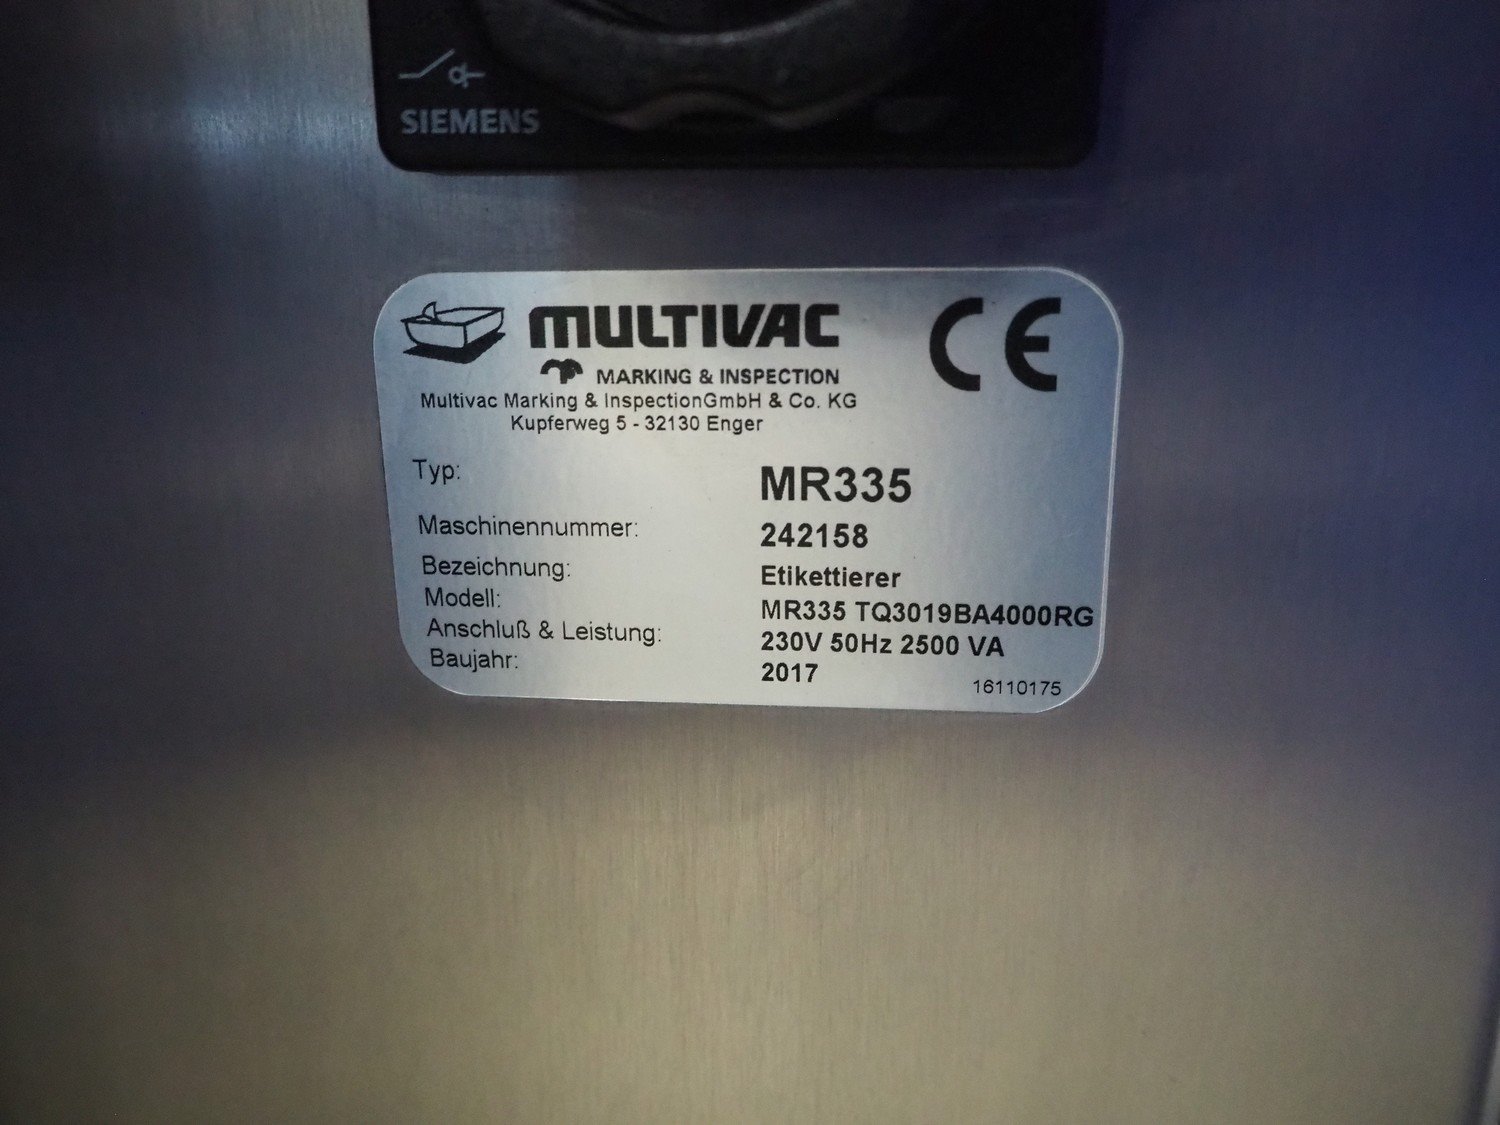 SIEMENS
MULTIVAC
MARKING & INSPECTION
CE
Multivac Marking & InspectionGmbH & Co. KG
Kupferweg 5 - 32130 Enger
Typ: MR335
Maschinennummer: 242158
Bezeichnung: Etikettierer
Modell: MR335 TQ3019BA4000RG
Anschluß & Leistung: 230V 50Hz 2500 VA
Baujahr: 2017
16110175